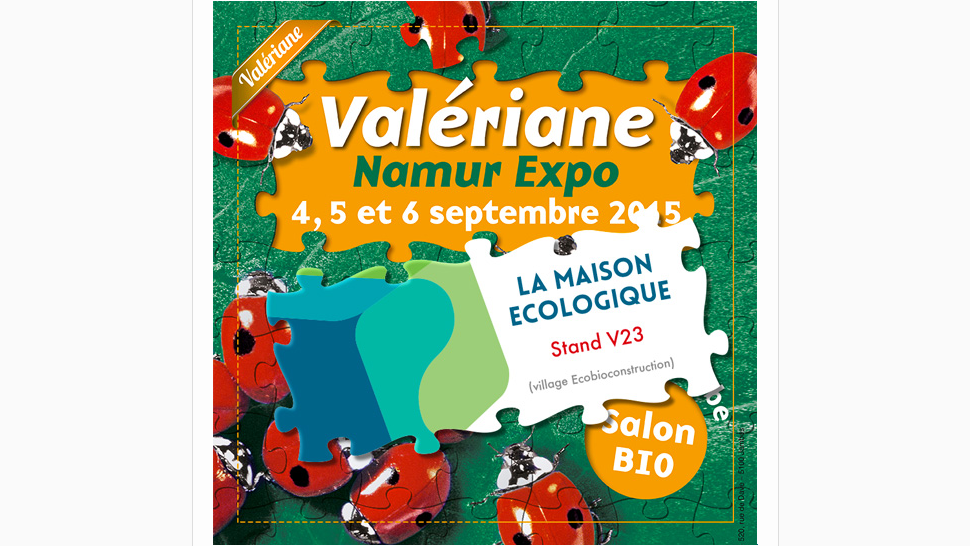 Valériane
Valériane
Namur Expo
4, 5 et 6 septembre 2015
LA MAISON
ECOLOGIQUE
Stand V23
(village Ecobioconstruction)
Salon
BIO